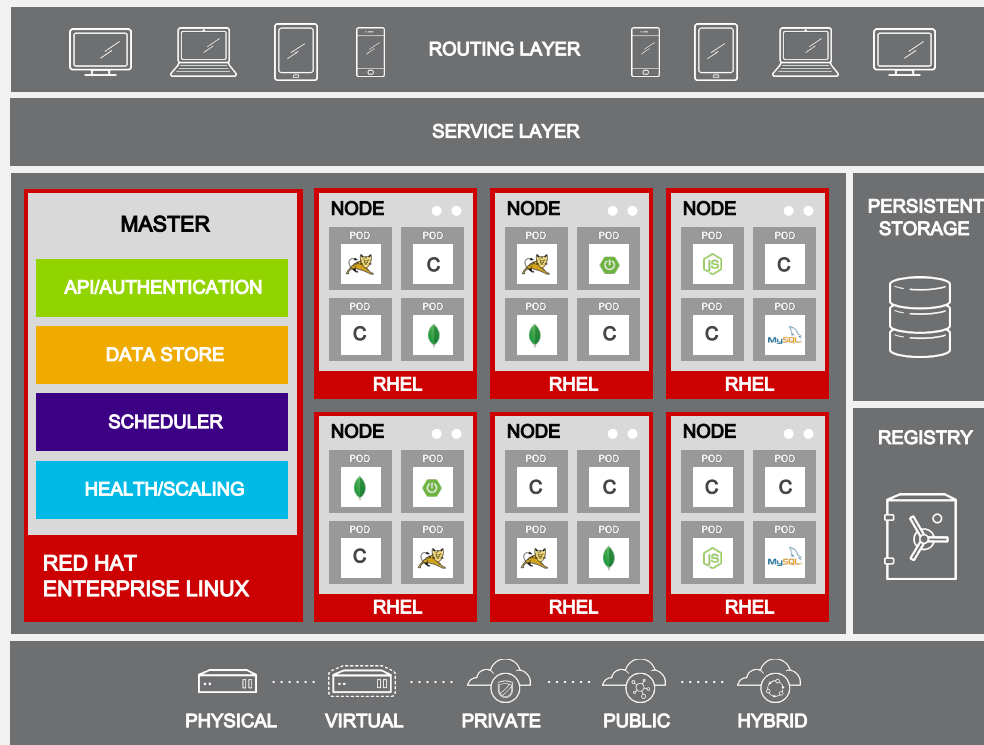 ROUTING LAYER
SERVICE LAYER
MASTER
API/AUTHENTICATION
DATA STORE
SCHEDULER
HEALTH/SCALING
RED HAT
ENTERPRISE LINUX
NODE
POD POD
C
POD POD
C
RHEL
NODE
POD POD
POD POD
C
RHEL
NODE
POD POD
JS C
POD POD
C MySQL
RHEL
NODE
POD POD
POD POD
C
RHEL
NODE
POD POD
C C
POD POD
RHEL
NODE
POD POD
C C
POD POD
JS MySQL
RHEL
PERSISTENT
STORAGE
REGISTRY
PHYSICAL VIRTUAL PRIVATE PUBLIC HYBRID